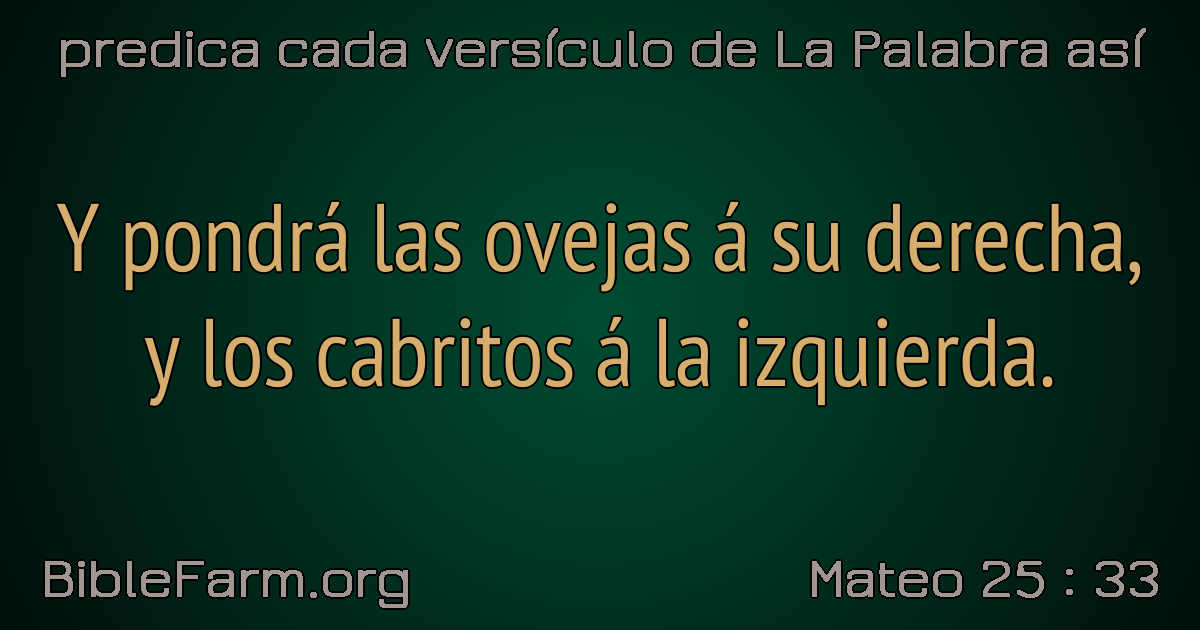 predica cada versículo de La Palabra así
Y pondrá las ovejas á su derecha,
y los cabritos á la izquierda.
BibleFarm.org
Mateo 25 : 33